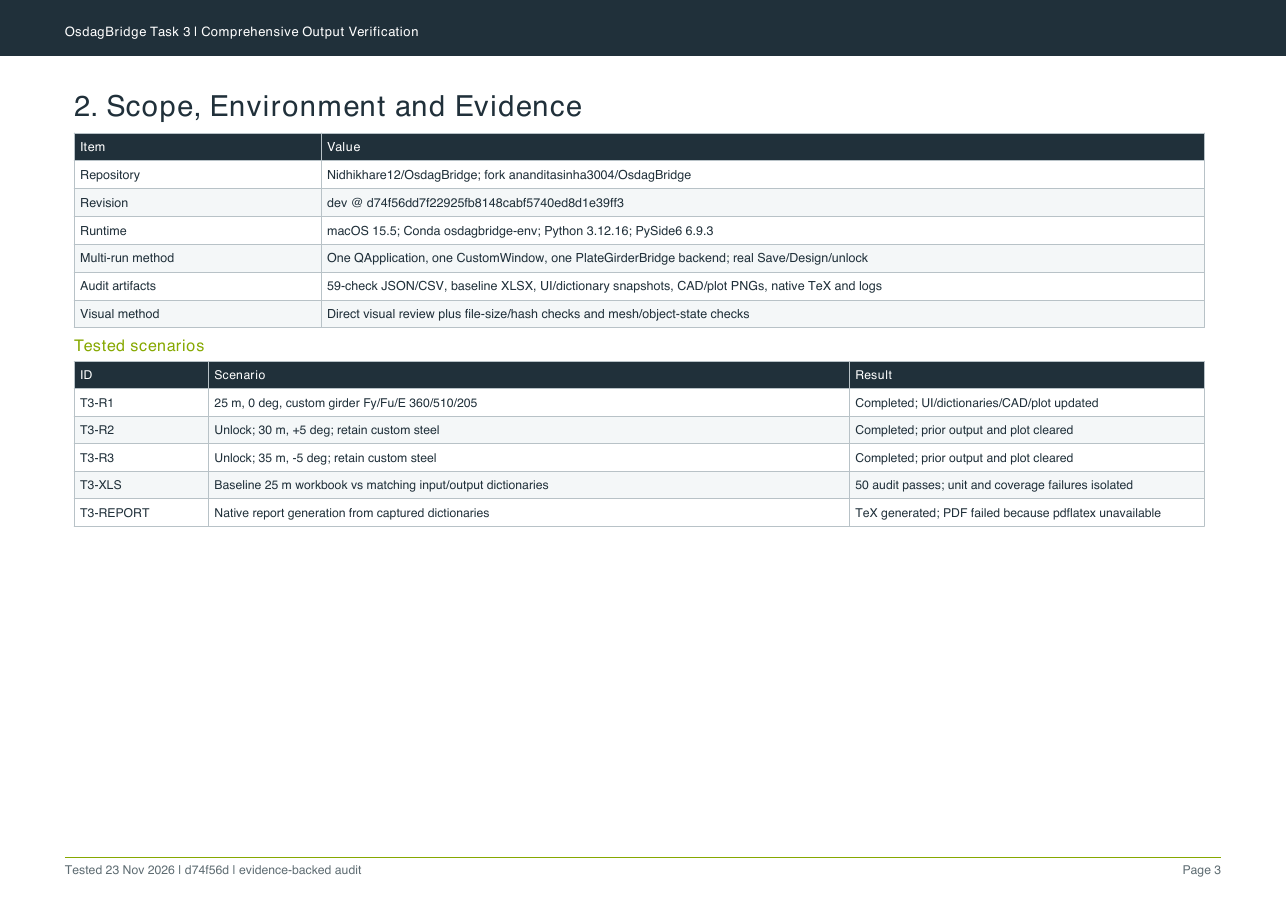 OsdagBridge Task 3 | Comprehensive Output Verification
2. Scope, Environment and Evidence
Item Value
Repository Nidhikhare12/OsdagBridge; fork ananditasinha3004/OsdagBridge
Revision dev @ d74f56dd7f22925fb8148cabf5740ed8d1e39ff3
Runtime macOS 15.5; Conda osdagbridge-env; Python 3.12.16; PySide6 6.9.3
Multi-run method One QApplication, one CustomWindow, one PlateGirderBridge backend; real Save/Design/unlock
Audit artifacts 59-check JSON/CSV, baseline XLSX, UI/dictionary snapshots, CAD/plot PNGs, native TeX and logs
Visual method Direct visual review plus file-size/hash checks and mesh/object-state checks
Tested scenarios
ID Scenario Result
T3-R1 25 m, 0 deg, custom girder Fy/Fu/E 360/510/205 Completed; UI/dictionaries/CAD/plot updated
T3-R2 Unlock; 30 m, +5 deg; retain custom steel Completed; prior output and plot cleared
T3-R3 Unlock; 35 m, -5 deg; retain custom steel Completed; prior output and plot cleared
T3-XLS Baseline 25 m workbook vs matching input/output dictionaries 50 audit passes; unit and coverage failures isolated
T3-REPORT Native report generation from captured dictionaries TeX generated; PDF failed because pdflatex unavailable
Tested 23 Nov 2026 | d74f56d | evidence-backed audit Page 3